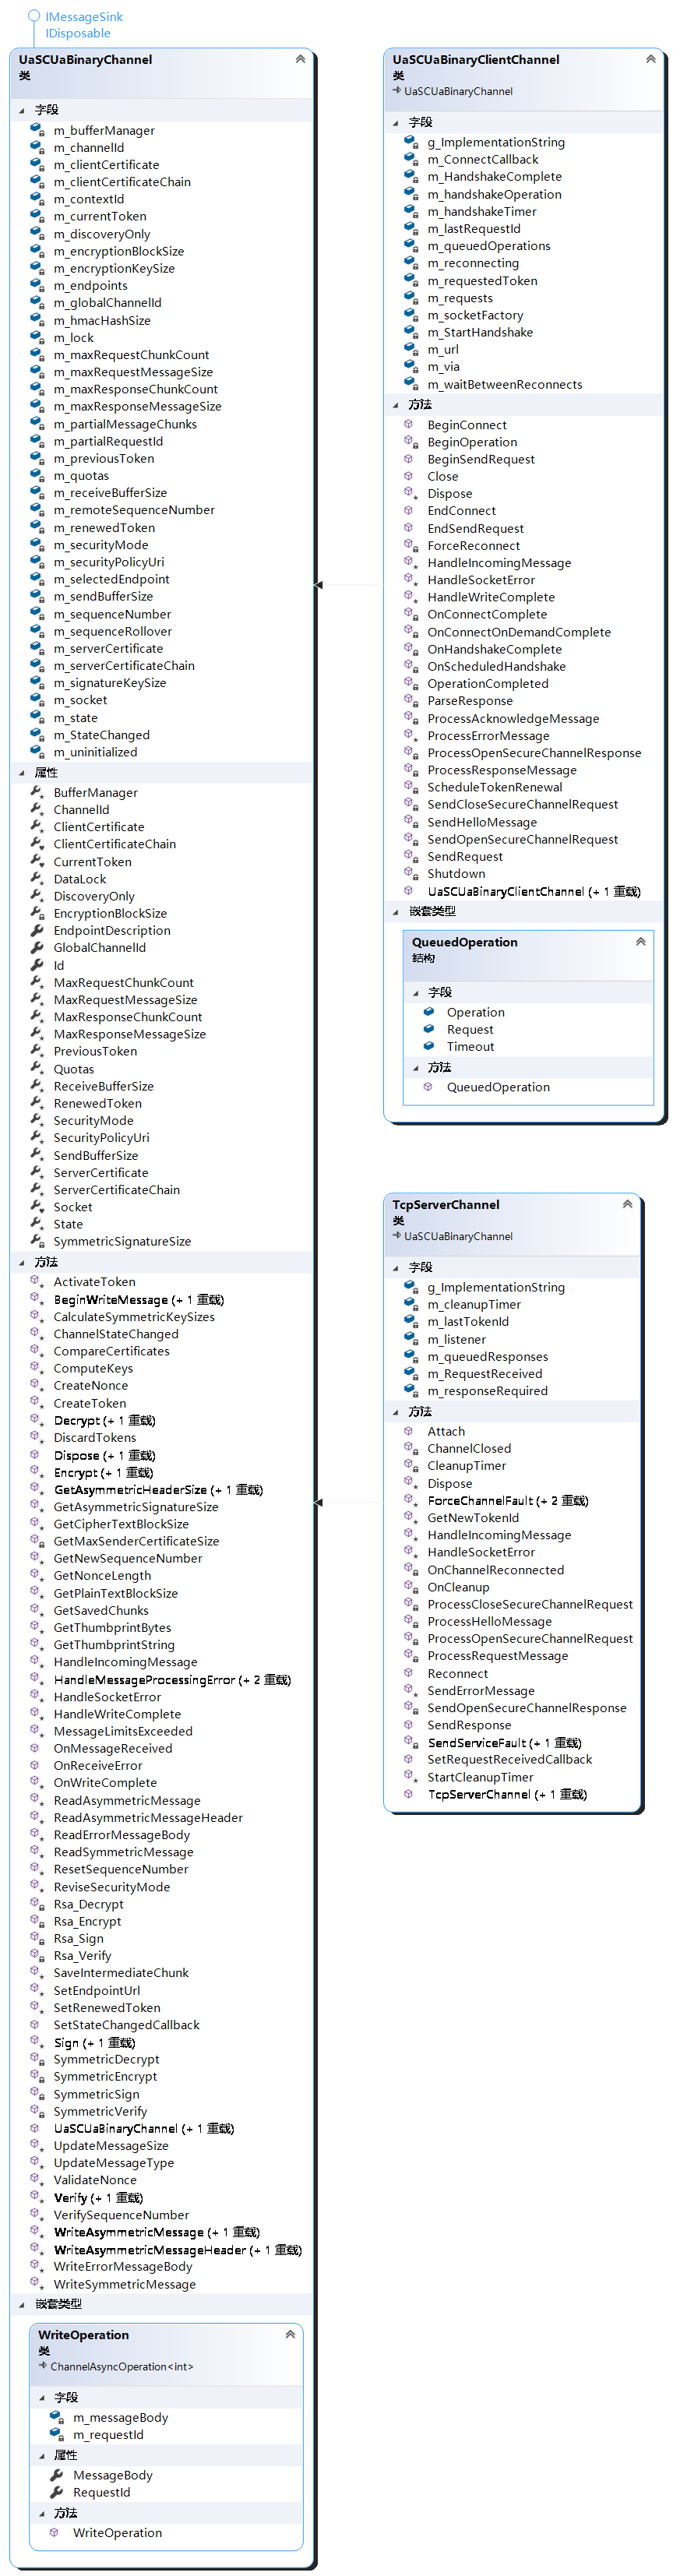 IMessageSink
IDisposable
UaSCUaBinaryChannel
类
字段
m_bufferManager
m_channelId
m_clientCertificate
m_clientCertificateChain
m_contextId
m_currentToken
m_discoveryOnly
m_encryptionBlockSize
m_encryptionKeySize
m_endpoints
m_globalChannelId
m_hmacHashSize
m_lock
m_maxRequestChunkCount
m_maxRequestMessageSize
m_maxResponseChunkCount
m_maxResponseMessageSize
m_partialMessageChunks
m_partialRequestId
m_previousToken
m_quotas
m_receiveBufferSize
m_remoteSequenceNumber
m_renewedToken
m_securityMode
m_securityPolicyUri
m_selectedEndpoint
m_sendBufferSize
m_sequenceNumber
m_sequenceRollover
m_serverCertificate
m_serverCertificateChain
m_signatureKeySize
m_socket
m_state
m_StateChanged
m_uninitialized
属性
BufferManager
ChannelId
ClientCertificate
ClientCertificateChain
CurrentToken
DataLock
DiscoveryOnly
EncryptionBlockSize
EndpointDescription
GlobalChannelId
Id
MaxRequestChunkCount
MaxRequestMessageSize
MaxResponseChunkCount
MaxResponseMessageSize
PreviousToken
Quotas
ReceiveBufferSize
RenewedToken
SecurityMode
SecurityPolicyUri
SendBufferSize
ServerCertificate
ServerCertificateChain
Socket
State
SymmetricSignatureSize
方法
ActivateToken
BeginWriteMessage (+ 1 重载)
CalculateSymmetricKeySizes
ChannelStateChanged
CompareCertificates
ComputeKeys
CreateNonce
CreateToken
Decrypt (+ 1 重载)
DiscardTokens
Dispose (+ 1 重载)
Encrypt (+ 1 重载)
GetAsymmetricHeaderSize (+ 1 重载)
GetAsymmetricSignatureSize
GetCipherTextBlockSize
GetMaxSenderCertificateSize
GetNewSequenceNumber
GetNonceLength
GetPlainTextBlockSize
GetSavedChunks
GetThumbprintBytes
GetThumbprintString
HandleIncomingMessage
HandleMessageProcessingError (+ 2 重载)
HandleSocketError
HandleWriteComplete
MessageLimitsExceeded
OnMessageReceived
OnReceiveError
OnWriteComplete
ReadAsymmetricMessage
ReadAsymmetricMessageHeader
ReadErrorMessageBody
ReadSymmetricMessage
ResetSequenceNumber
ReviseSecurityMode
Rsa_Decrypt
Rsa_Encrypt
Rsa_Sign
Rsa_Verify
SaveIntermediateChunk
SetEndpointUrl
SetRenewedToken
SetStateChangedCallback
Sign (+ 1 重载)
SymmetricDecrypt
SymmetricEncrypt
SymmetricSign
SymmetricVerify
UaSCUaBinaryChannel (+ 1 重载)
UpdateMessageSize
UpdateMessageType
ValidateNonce
Verify (+ 1 重载)
VerifySequenceNumber
WriteAsymmetricMessage (+ 1 重载)
WriteAsymmetricMessageHeader (+ 1 重载)
WriteErrorMessageBody
WriteSymmetricMessage
嵌套类型
WriteOperation
类
ChannelAsyncOperation<int>
字段
m_messageBody
m_requestId
属性
MessageBody
RequestId
方法
WriteOperation
UaSCUaBinaryClientChannel
类
UaSCUaBinaryChannel
字段
g_ImplementationString
m_ConnectCallback
m_HandshakeComplete
m_handshakeOperation
m_handshakeTimer
m_lastRequestId
m_queuedOperations
m_reconnecting
m_requestedToken
m_requests
m_socketFactory
m_StartHandshake
m_url
m_via
m_waitBetweenReconnects
方法
BeginConnect
BeginOperation
BeginSendRequest
Close
Dispose
EndConnect
EndSendRequest
ForceReconnect
HandleIncomingMessage
HandleSocketError
HandleWriteComplete
OnConnectComplete
OnConnectOnDemandComplete
OnHandshakeComplete
OnScheduledHandshake
OperationCompleted
ParseResponse
ProcessAcknowledgeMessage
ProcessErrorMessage
ProcessOpenSecureChannelResponse
ProcessResponseMessage
ScheduleTokenRenewal
SendCloseSecureChannelRequest
SendHelloMessage
SendOpenSecureChannelRequest
SendRequest
Shutdown
UaSCUaBinaryClientChannel (+ 1 重载)
嵌套类型
QueuedOperation
结构
字段
Operation
Request
Timeout
方法
QueuedOperation
TcpServerChannel
类
UaSCUaBinaryChannel
字段
g_ImplementationString
m_cleanupTimer
m_lastTokenId
m_listener
m_queuedResponses
m_RequestReceived
m_responseRequired
方法
Attach
ChannelClosed
CleanupTimer
Dispose
ForceChannelFault (+ 2 重载)
GetNewTokenId
HandleIncomingMessage
HandleSocketError
OnChannelReconnected
OnCleanup
ProcessCloseSecureChannelRequest
ProcessHelloMessage
ProcessOpenSecureChannelRequest
ProcessRequestMessage
Reconnect
SendErrorMessage
SendOpenSecureChannelResponse
SendResponse
SendServiceFault (+ 1 重载)
SetRequestReceivedCallback
StartCleanupTimer
TcpServerChannel (+ 1 重载)